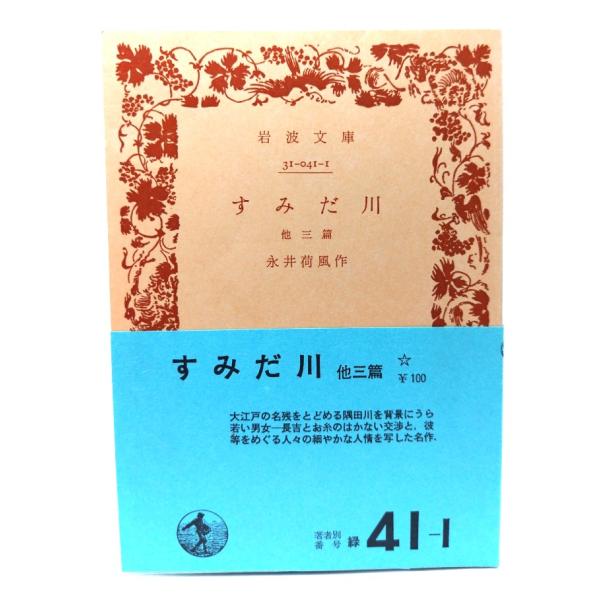 岩波文庫
31-041-1
すみだ川
他三篇
永井荷風作
すみだ川 他三篇 ☆
¥100
大江戸の名残をとどめる隅田川を背景にうら
若い男女―長吉とお糸のはかない交渉と,彼
等をめぐる人々の細やかな人情を写した名作.
著者別
番号 緑 41-1